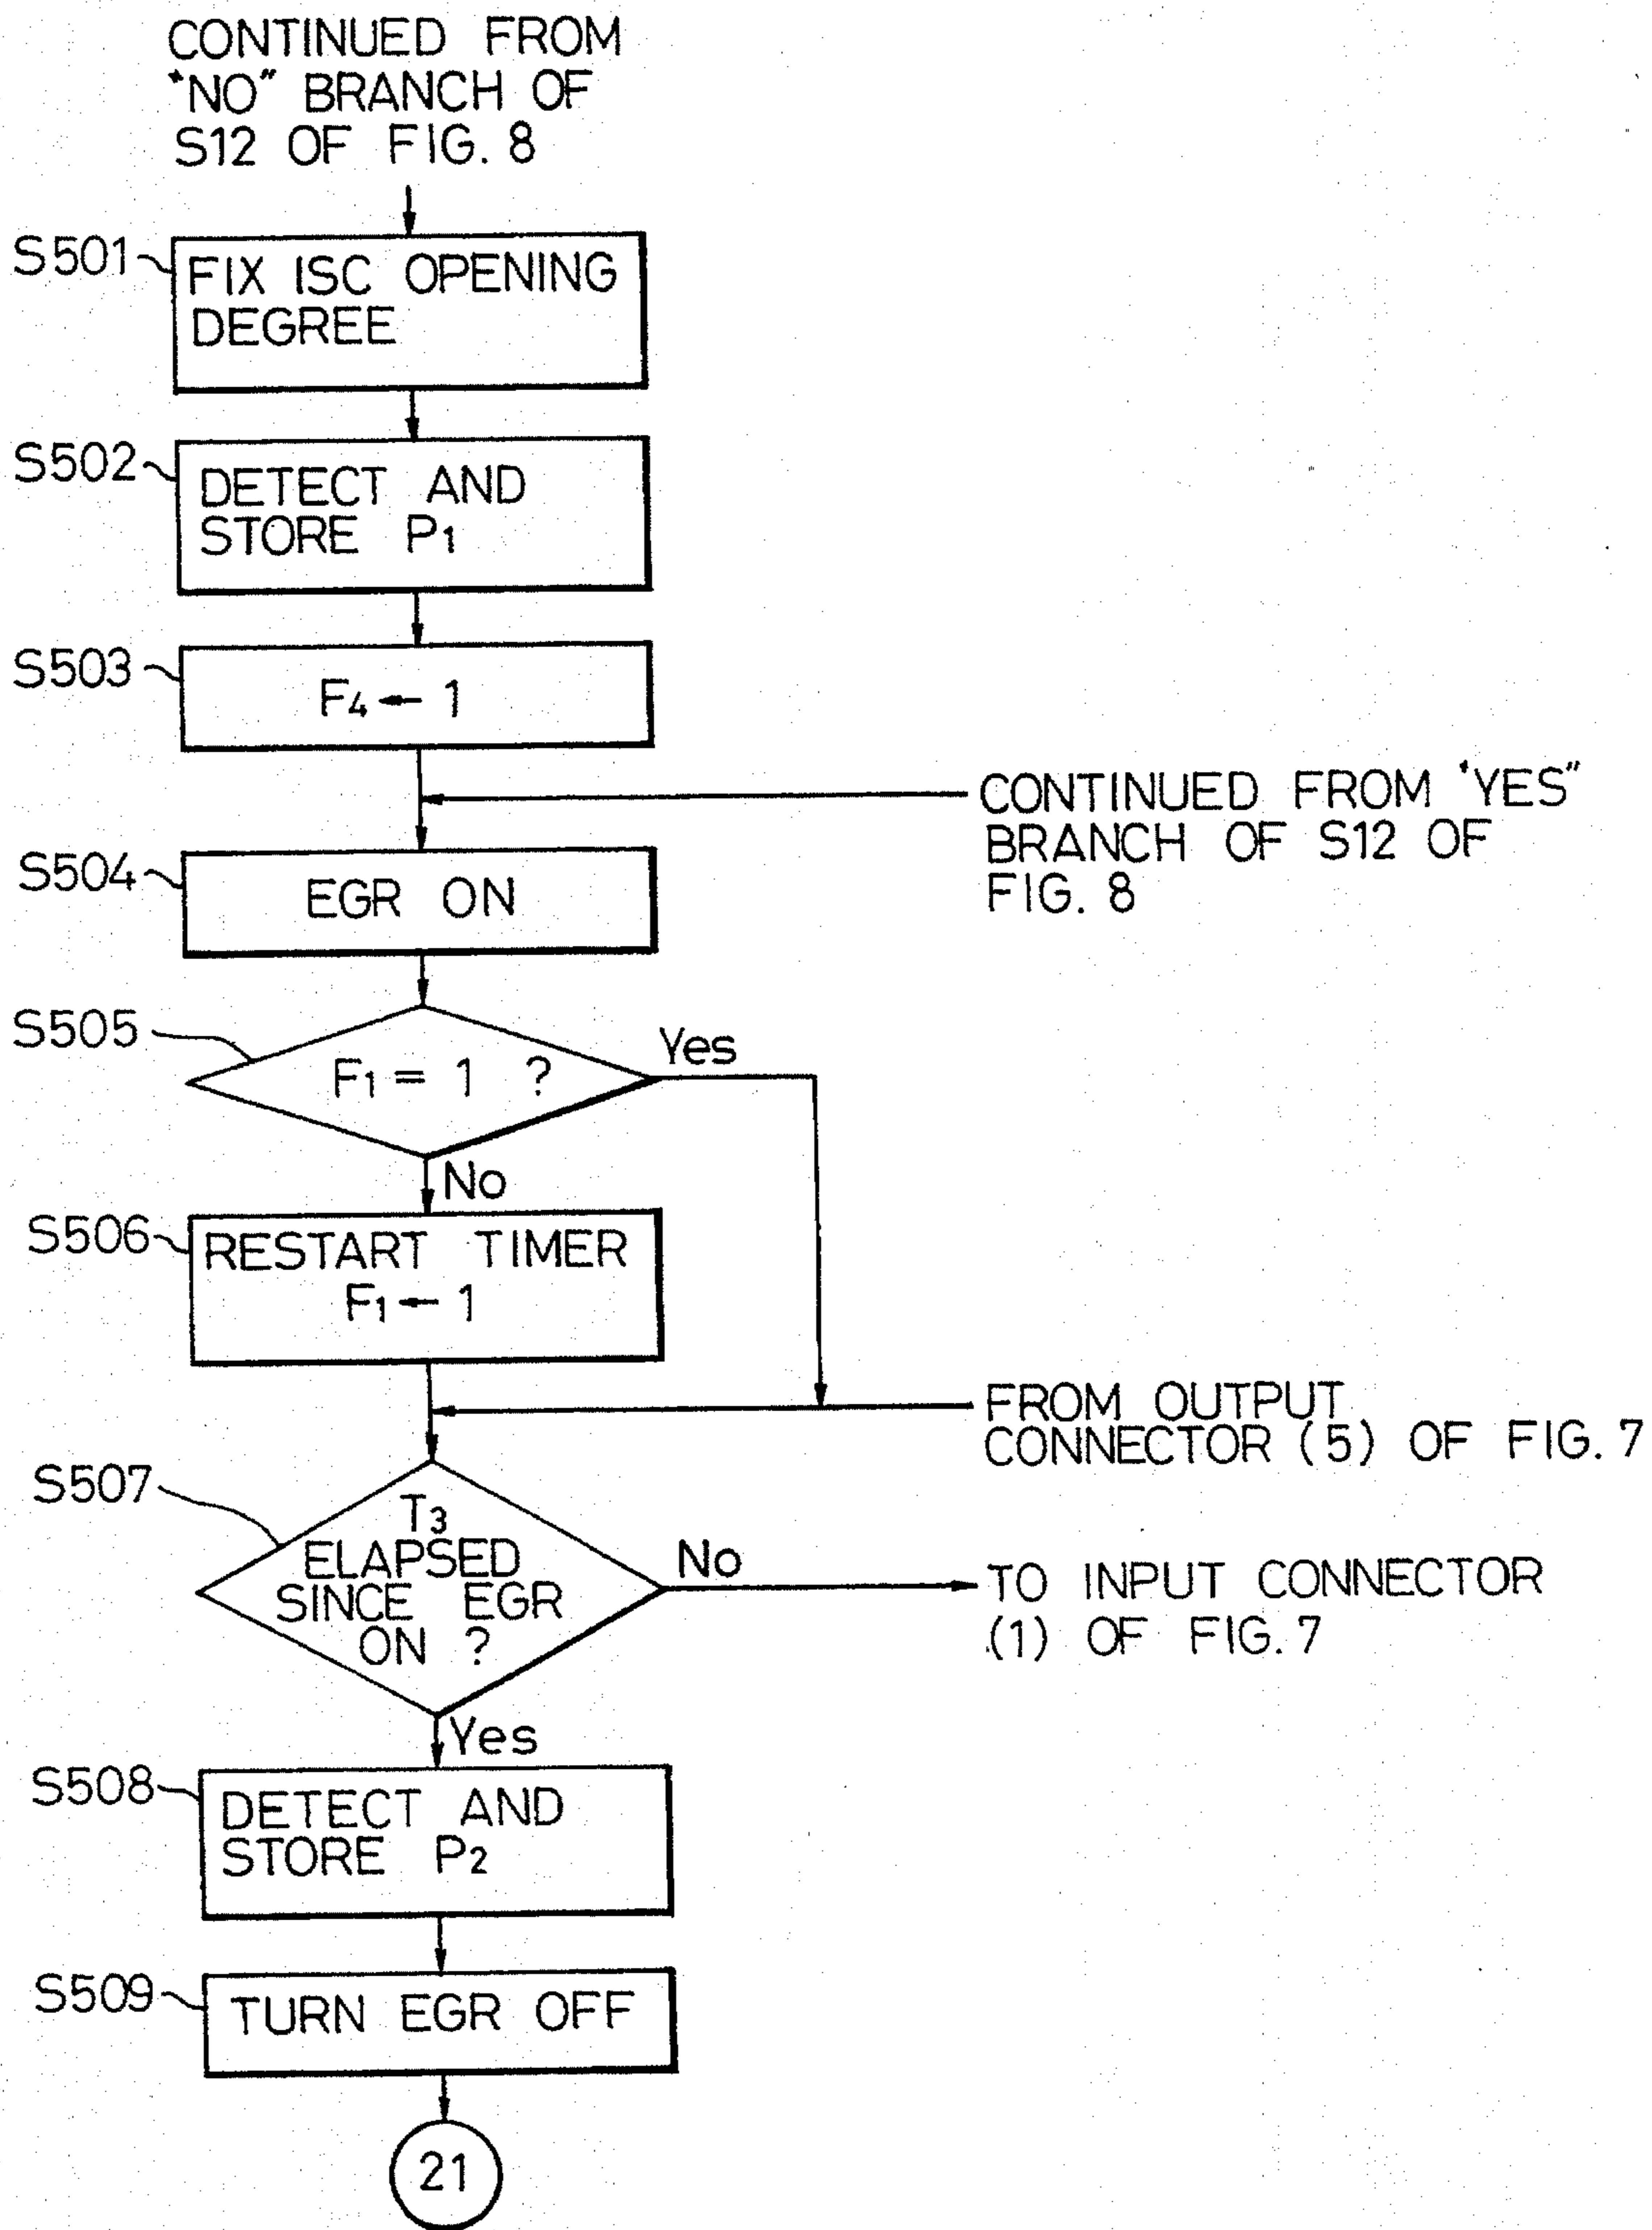 CONTINUED FROM
"NO" BRANCH OF
S12 OF FIG. 8
S501
FIX ISC OPENING
DEGREE
S502
DETECT AND
STORE P1
S503
F4 ← 1
CONTINUED FROM "YES"
BRANCH OF S12 OF
FIG. 8
S504
EGR ON
S505
F1 = 1 ?
Yes
No
S506
RESTART TIMER
F1 ← 1
FROM OUTPUT
CONNECTOR (5) OF FIG. 7
S507
T3
ELAPSED
SINCE EGR
ON ?
No
TO INPUT CONNECTOR
(1) OF FIG. 7
Yes
S508
DETECT AND
STORE P2
S509
TURN EGR OFF
21